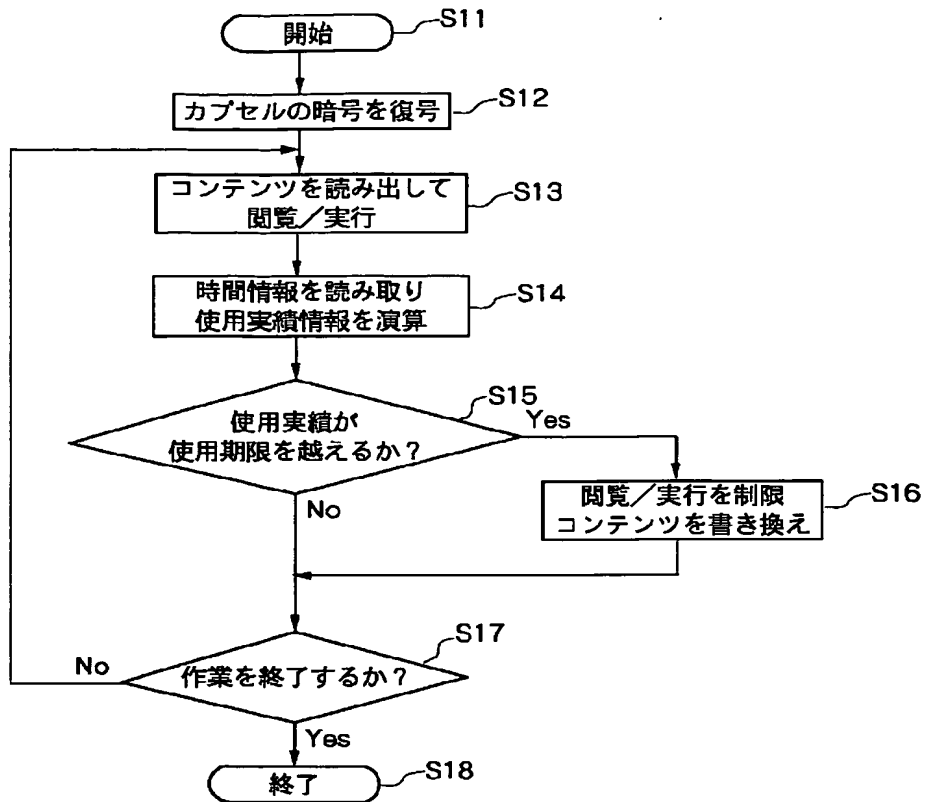 開始
S11
カプセルの暗号を復号
S12
コンテンツを読み出して
閲覧／実行
S13
時間情報を読み取り
使用実績情報を演算
S14
使用実績が
使用期限を越えるか？
S15
Yes
No
閲覧／実行を制限
コンテンツを書き換え
S16
作業を終了するか？
S17
No
Yes
終了
S18